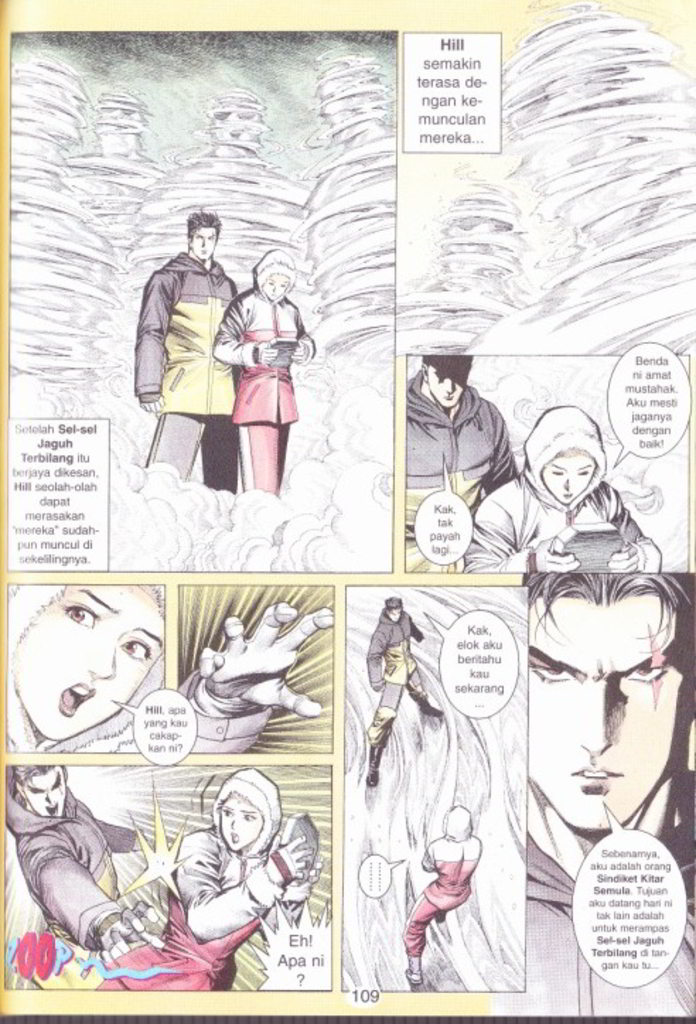 Hill
semakin
terasa de-
ngan ke-
munculan
mereka...
Setelah Sel-sel
Jaguh
Terbilang itu
berjaya dikesan,
Hill seolah-olah
dapat
merasakan
"mereka" sudah-
pun muncul di
sekelilingnya.
Benda
ni amat
mustahak.
Aku mesti
jaganya
dengan
baik!
Kak,
tak
payah
lagi...
Hill, apa
yang kau
cakap-
kan ni?
Kak,
elok aku
beritahu
kau
sekarang
...
Eh!
Apa ni
?
Sebenarnya,
aku adalah orang
Sindiket Kitar
Semula. Tujuan
aku datang hari ni
tak lain adalah
untuk merampas
Sel-sel Jaguh
Terbilang di tan-
gan kau tu...
109